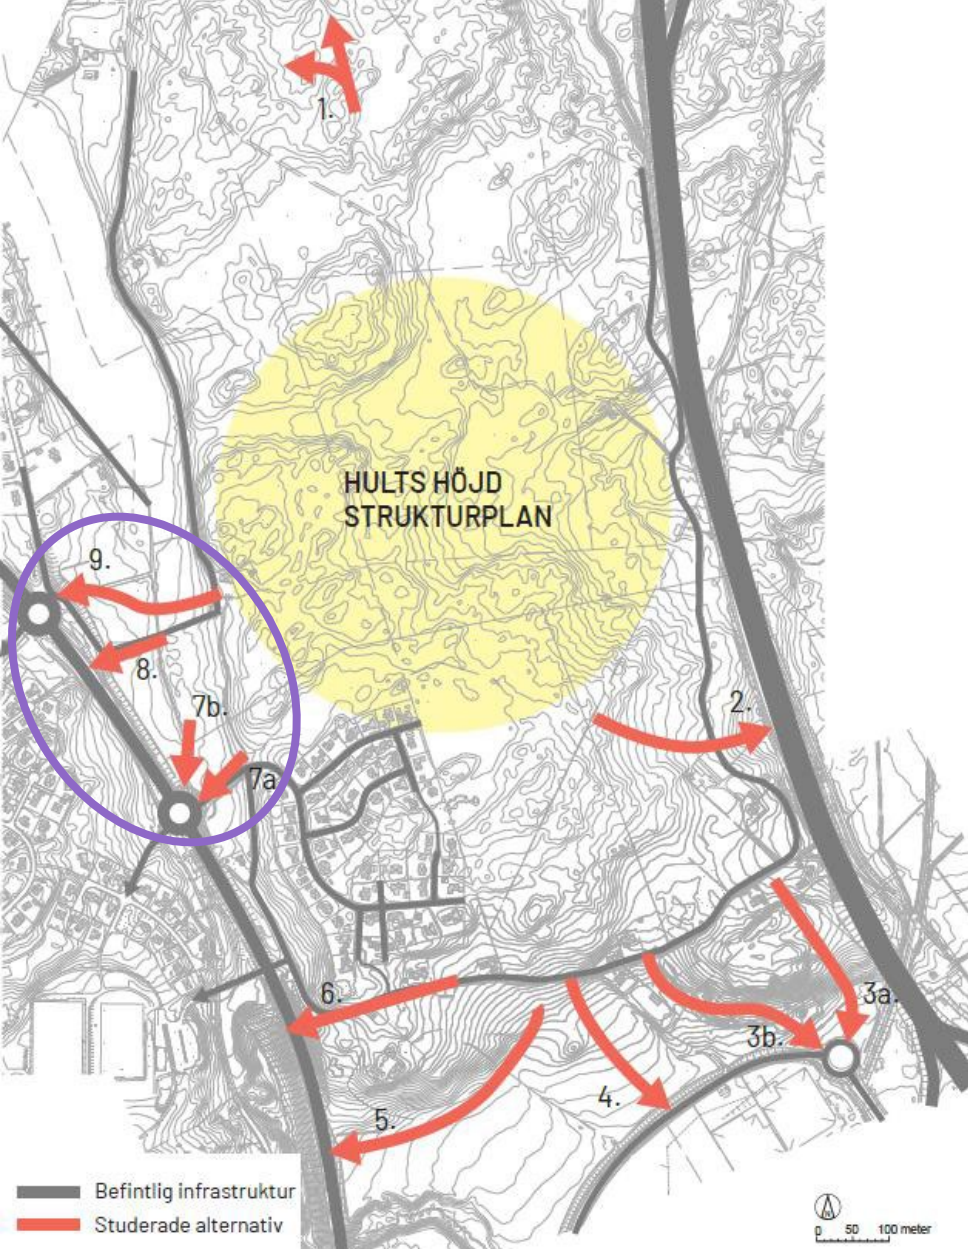 1.
HULTS HÖJD
STRUKTURPLAN
9.
8.
7b.
2.
7a
6.
3a.
3b.
4.
5.
Befintlig infrastruktur
Studerade alternativ
N
0 50 100 meter